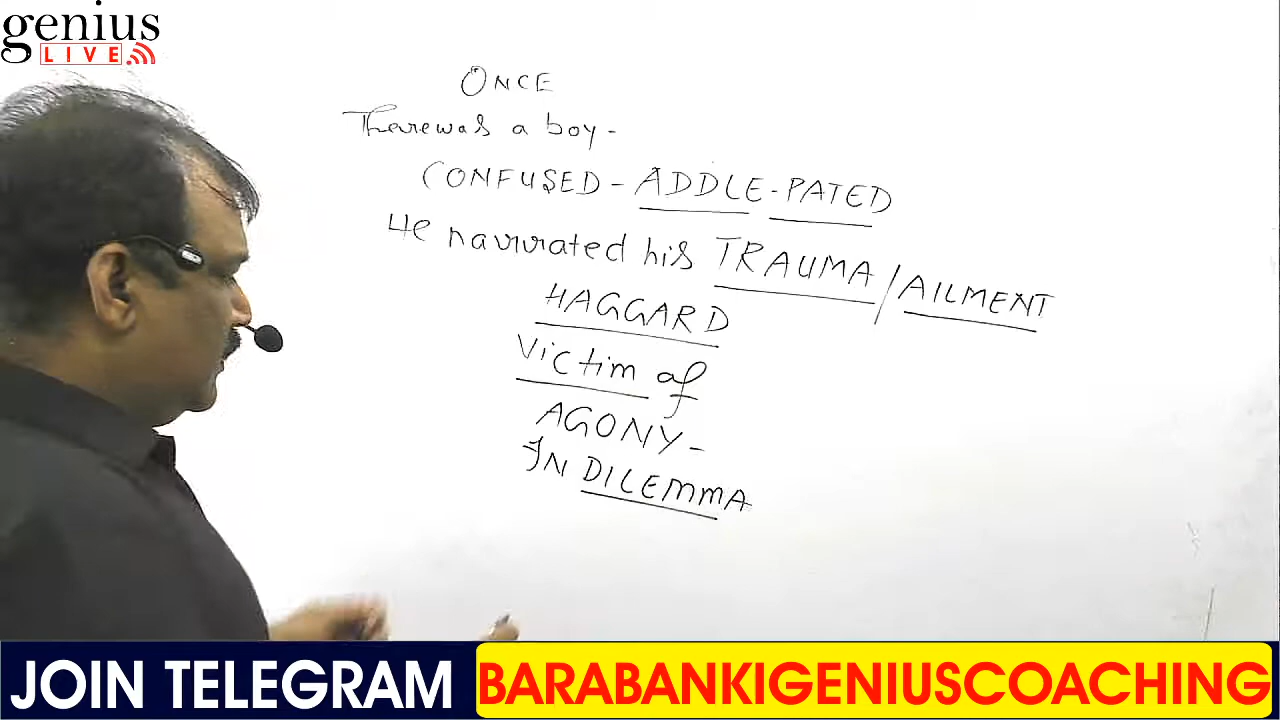 genius
LIVE
ONCE
There was a boy -
CONFUSED - ADDLE-PATED
He narrated his TRAUMA / AILMENT
HAGGARD
Victim of
AGONY -
IN DILEMMA
JOIN TELEGRAM BARABANKIGENIUSCOACHING